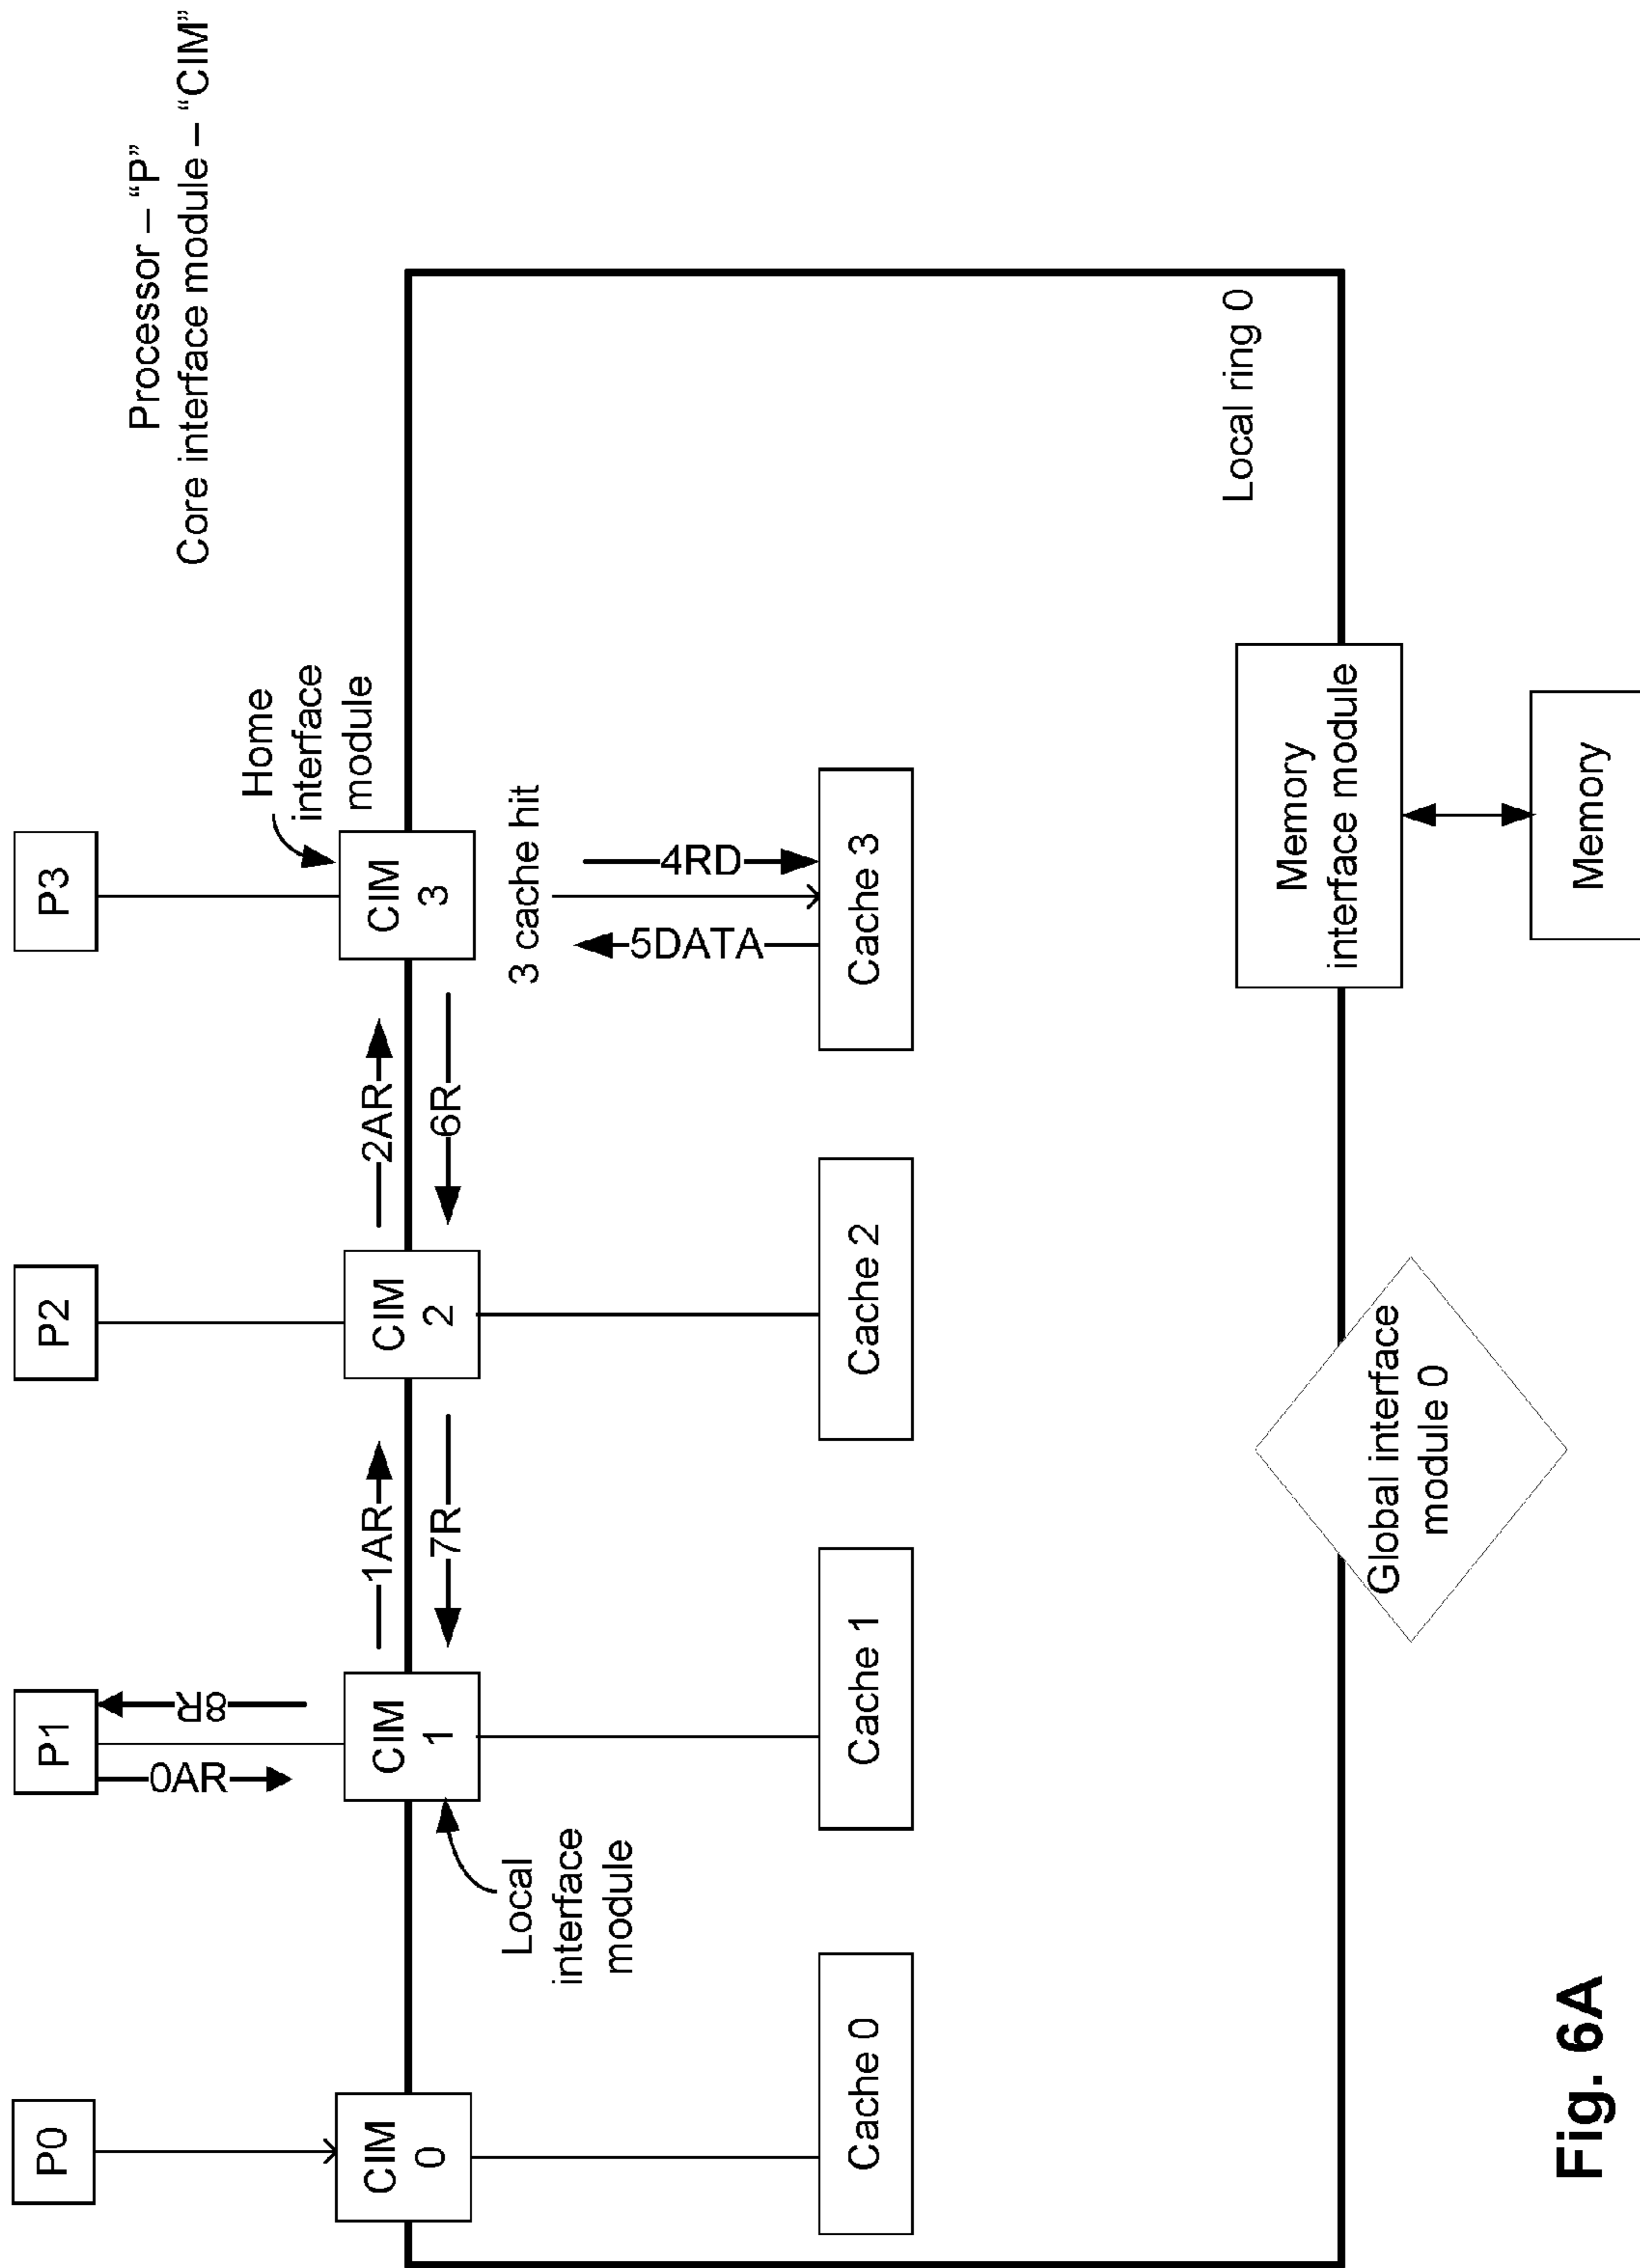 Processor – “P”
Core interface module – “CIM”
P0
P1
P2
P3
0AR
8R
Home
interface
module
CIM
0
CIM
1
CIM
2
CIM
3
1AR
2AR
7R
6R
Local
interface
module
3 cache hit
5DATA
4RD
Cache 0
Cache 1
Cache 2
Cache 3
Local ring 0
Global interface
module 0
Memory
interface module
Memory
Fig. 6A